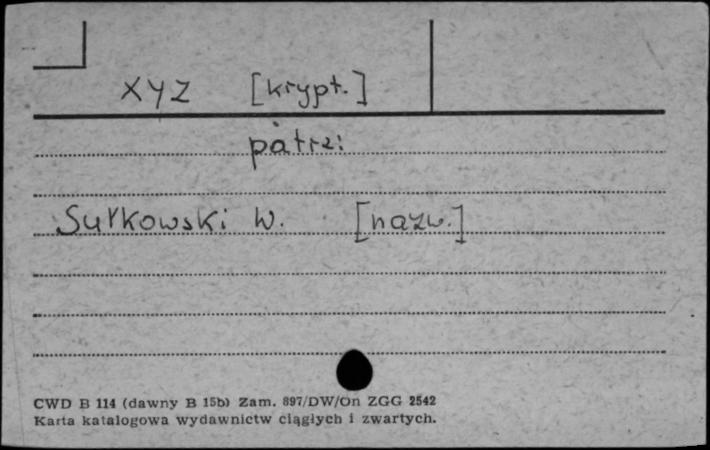 XYZ [krypt.]
patrz:
Sułkowski W. [nazw.]
CWD B 114 (dawny B 15b) Zam. 897/DW/On ZGG 2542
Karta katalogowa wydawnictw ciągłych i zwartych.